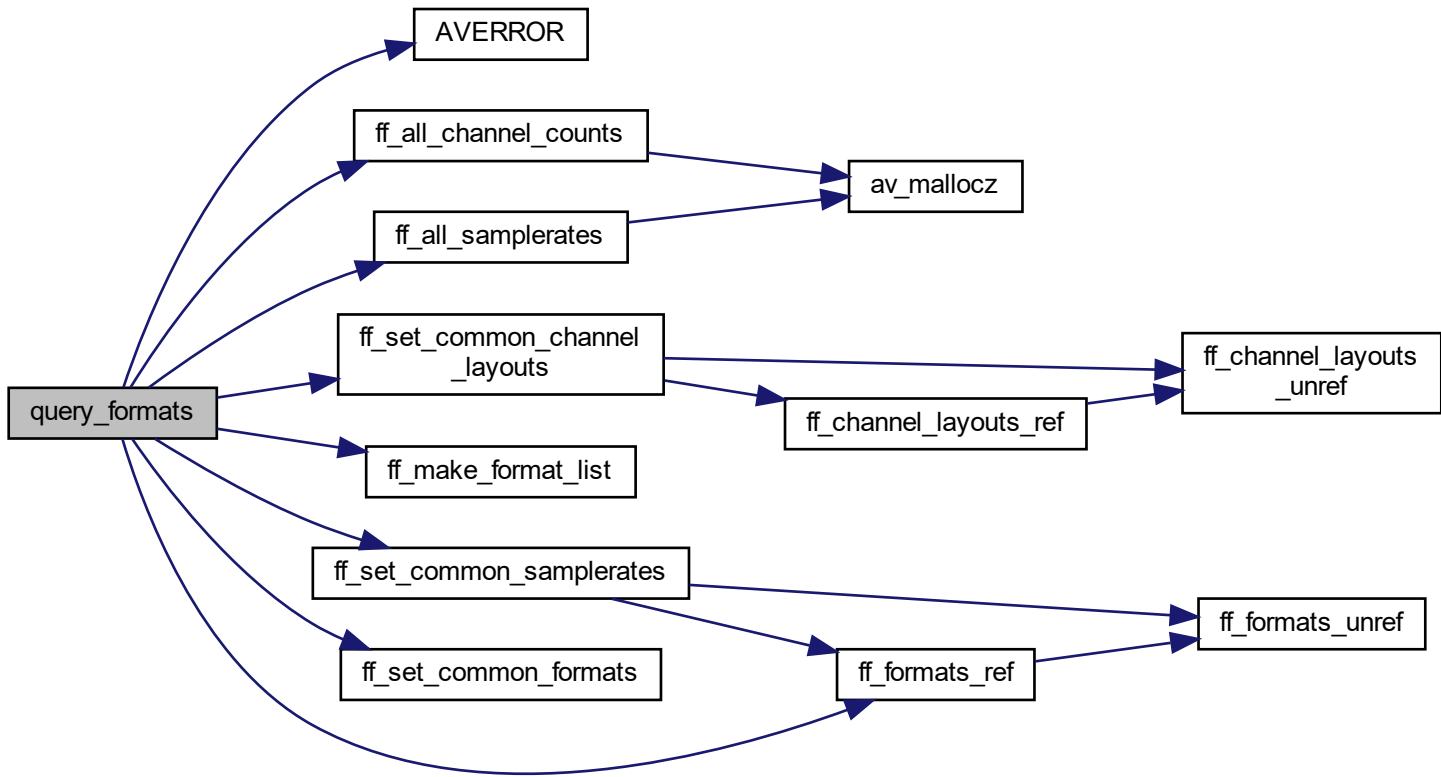 AVERROR
ff_all_channel_counts
av_mallocz
ff_all_samplerates
ff_set_common_channel
_layouts
ff_channel_layouts
_unref
query_formats
ff_channel_layouts_ref
ff_make_format_list
ff_set_common_samplerates
ff_formats_unref
ff_set_common_formats
ff_formats_ref